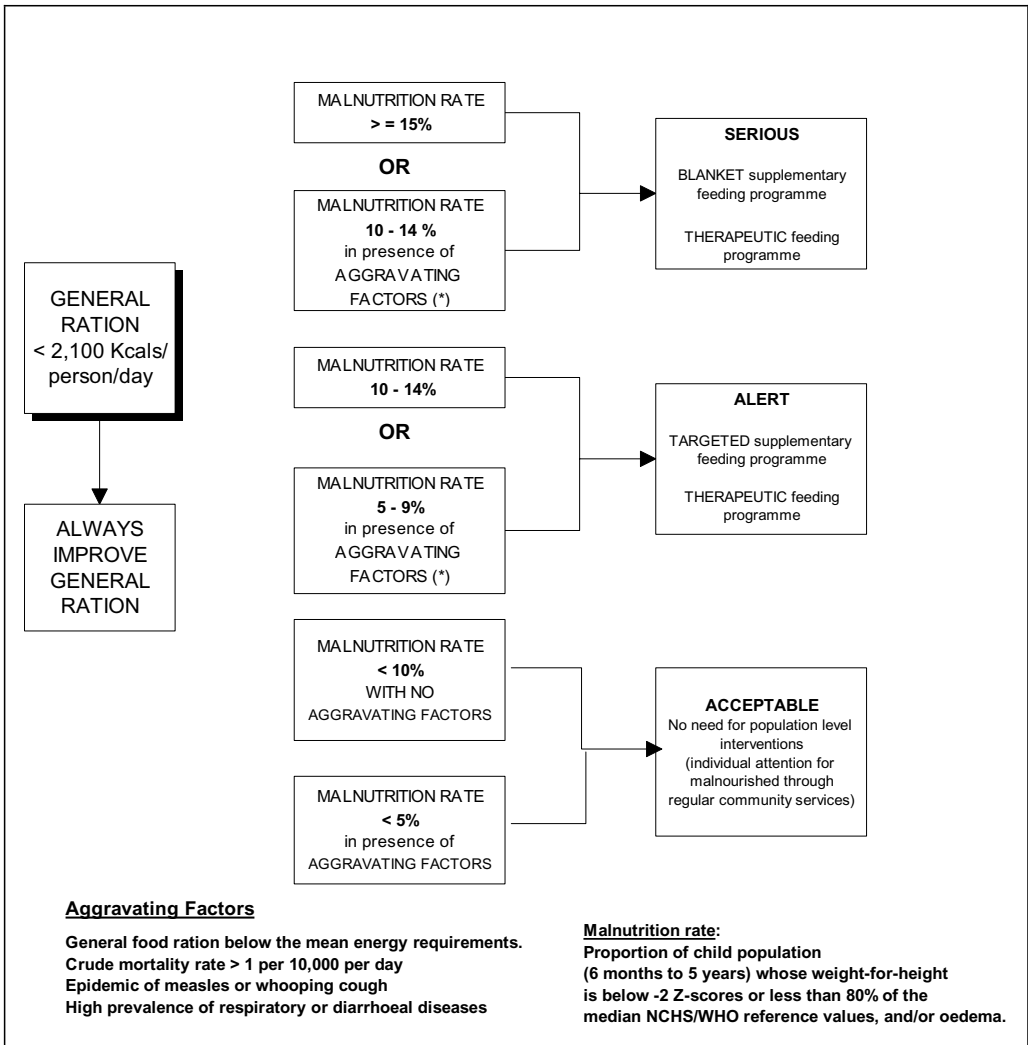 GENERAL
RATION
< 2,100 Kcals/
person/day
ALWAYS
IMPROVE
GENERAL
RATION
MALNUTRITION RATE
> = 15%
OR
MALNUTRITION RATE
10 - 14 %
in presence of
AGGRAVATING
FACTORS (*)
SERIOUS
BLANKET supplementary
feeding programme
THERAPEUTIC feeding
programme
MALNUTRITION RATE
10 - 14%
OR
MALNUTRITION RATE
5 - 9%
in presence of
AGGRAVATING
FACTORS (*)
ALERT
TARGETED supplementary
feeding programme
THERAPEUTIC feeding
programme
MALNUTRITION RATE
< 10%
WITH NO
AGGRAVATING FACTORS
MALNUTRITION RATE
< 5%
in presence of
AGGRAVATING FACTORS
ACCEPTABLE
No need for population level
interventions
(individual attention for
malnourished through
regular community services)
Aggravating Factors
General food ration below the mean energy requirements.
Crude mortality rate > 1 per 10,000 per day
Epidemic of measles or whooping cough
High prevalence of respiratory or diarrhoeal diseases
Malnutrition rate:
Proportion of child population
(6 months to 5 years) whose weight-for-height
is below -2 Z-scores or less than 80% of the
median NCHS/WHO reference values, and/or oedema.